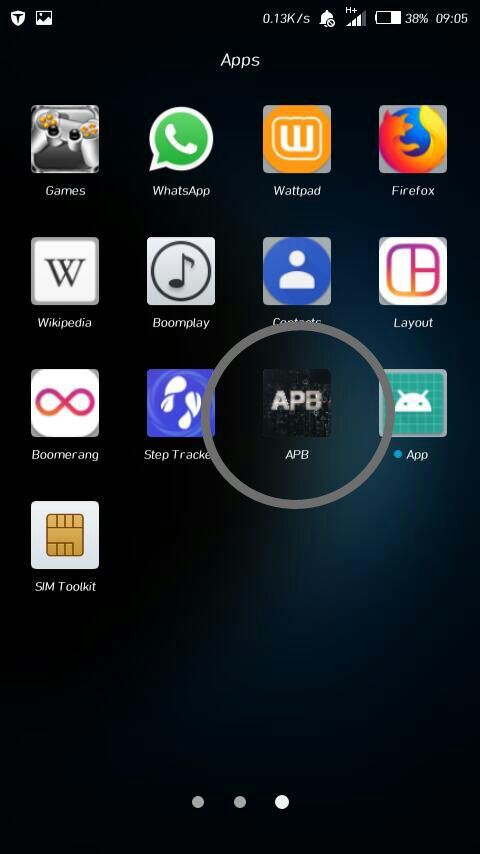 0.13K/s H+ 38% 09:05
Apps
W
Games WhatsApp Wattpad Firefox
W
Wikipedia Boomplay Contacts Layout
APB
Boomerang Step Tracke APB App
SIM Toolkit